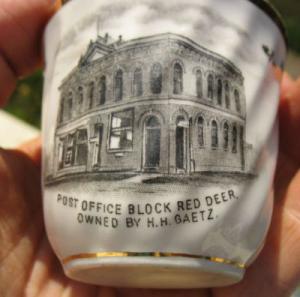 POST OFFICE BLOCK RED DEER.
OWNED BY H.H. GAETZ.